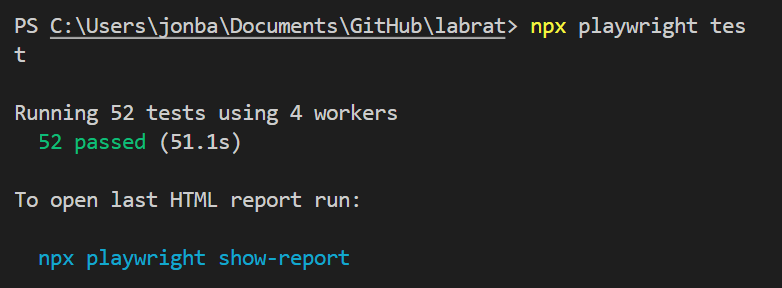 PS C:\Users\jonba\Documents\GitHub\labrat> npx playwright tes
t
Running 52 tests using 4 workers
52 passed (51.1s)
To open last HTML report run:
npx playwright show-report